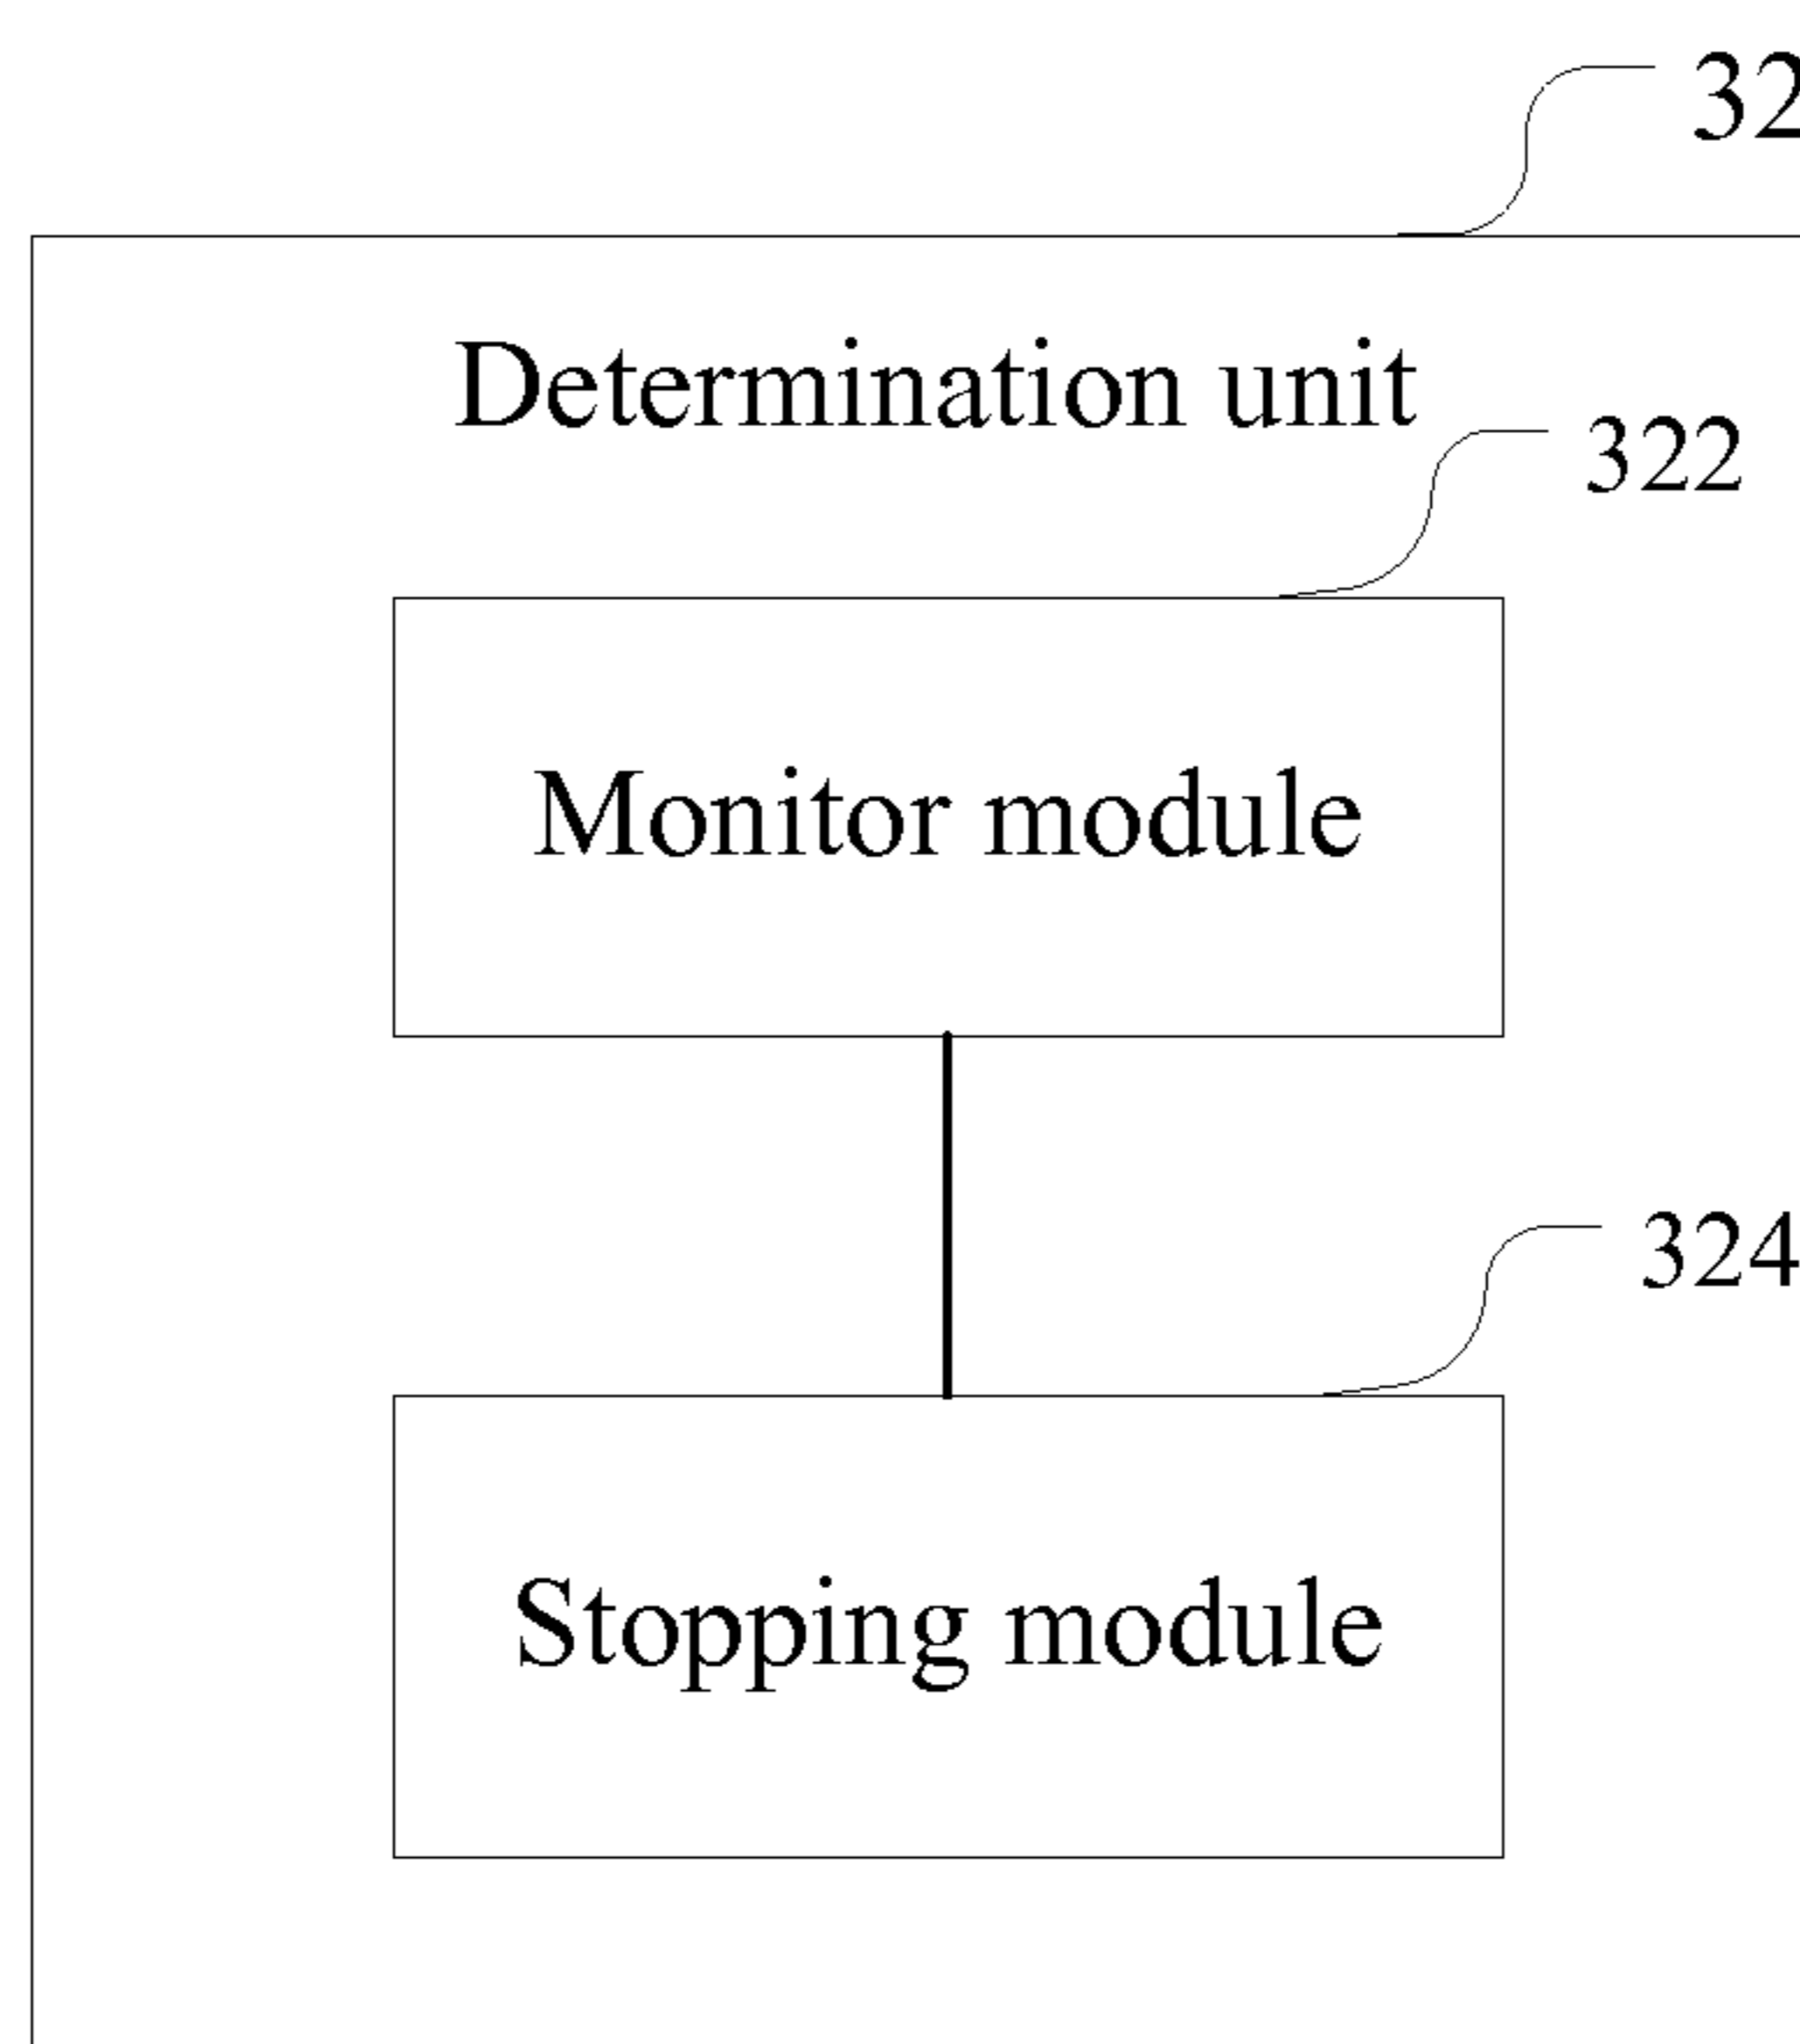 32
Determination unit
322
Monitor module
324
Stopping module